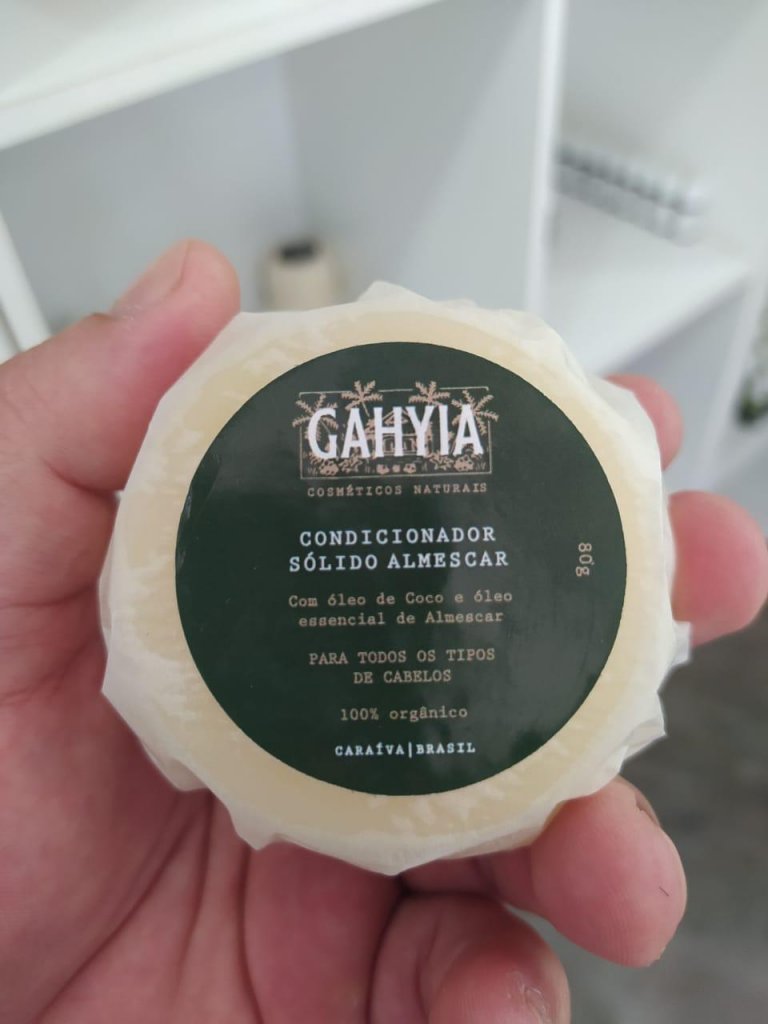 GAHYIA
COSMÉTICOS NATURAIS
CONDICIONADOR
SÓLIDO ALMESCAR
80g
Com óleo de Coco e óleo
essencial de Almescar
PARA TODOS OS TIPOS
DE CABELOS
100% orgânico
CARAÍVA|BRASIL